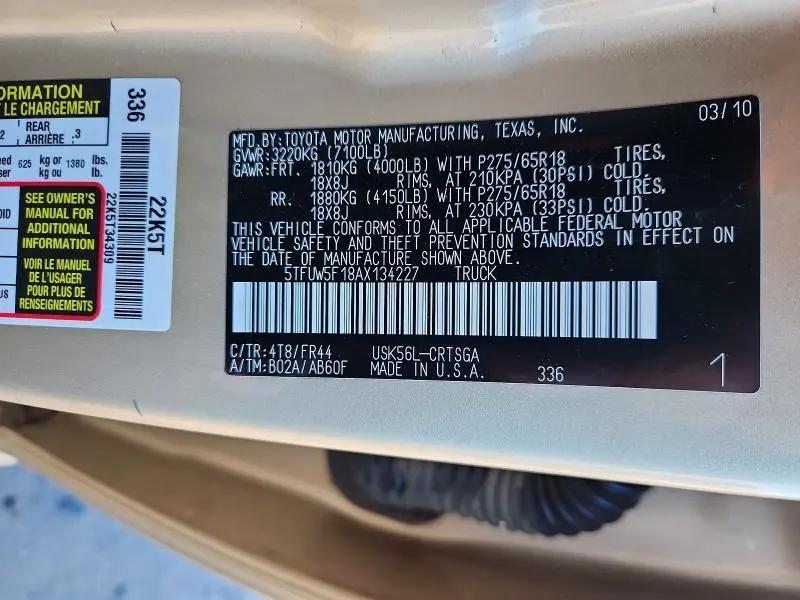 ORMATION
T LE CHARGEMENT
2 REAR ARRIÈRE :3
625 kg or 1380 lbs.
kg ou lb.
SEE OWNER'S
MANUAL FOR
ADDITIONAL
INFORMATION
VOIR LE MANUEL
DE L'USAGER
POUR PLUS DE
RENSEIGNEMENTS
336
22K5T
22K5T34309
03/10
MFD.BY:TOYOTA MOTOR MANUFACTURING, TEXAS, INC.
GVWR:3220KG (7100LB)
GAWR:FRT. 1810KG (4000LB) WITH P275/65R18 TIRES,
18X8J RIMS, AT 210KPA (30PSI) COLD.
RR. 1880KG (4150LB) WITH P275/65R18 TIRES,
18X8J RIMS, AT 230KPA (33PSI) COLD.
THIS VEHICLE CONFORMS TO ALL APPLICABLE FEDERAL MOTOR
VEHICLE SAFETY AND THEFT PREVENTION STANDARDS IN EFFECT ON
THE DATE OF MANUFACTURE SHOWN ABOVE.
5TFUW5F18AX134227 TRUCK
C/TR:4T8/FR44 USK56L-CRTSGA
A/TM:B02A/AB60F MADE IN U.S.A. 336 1